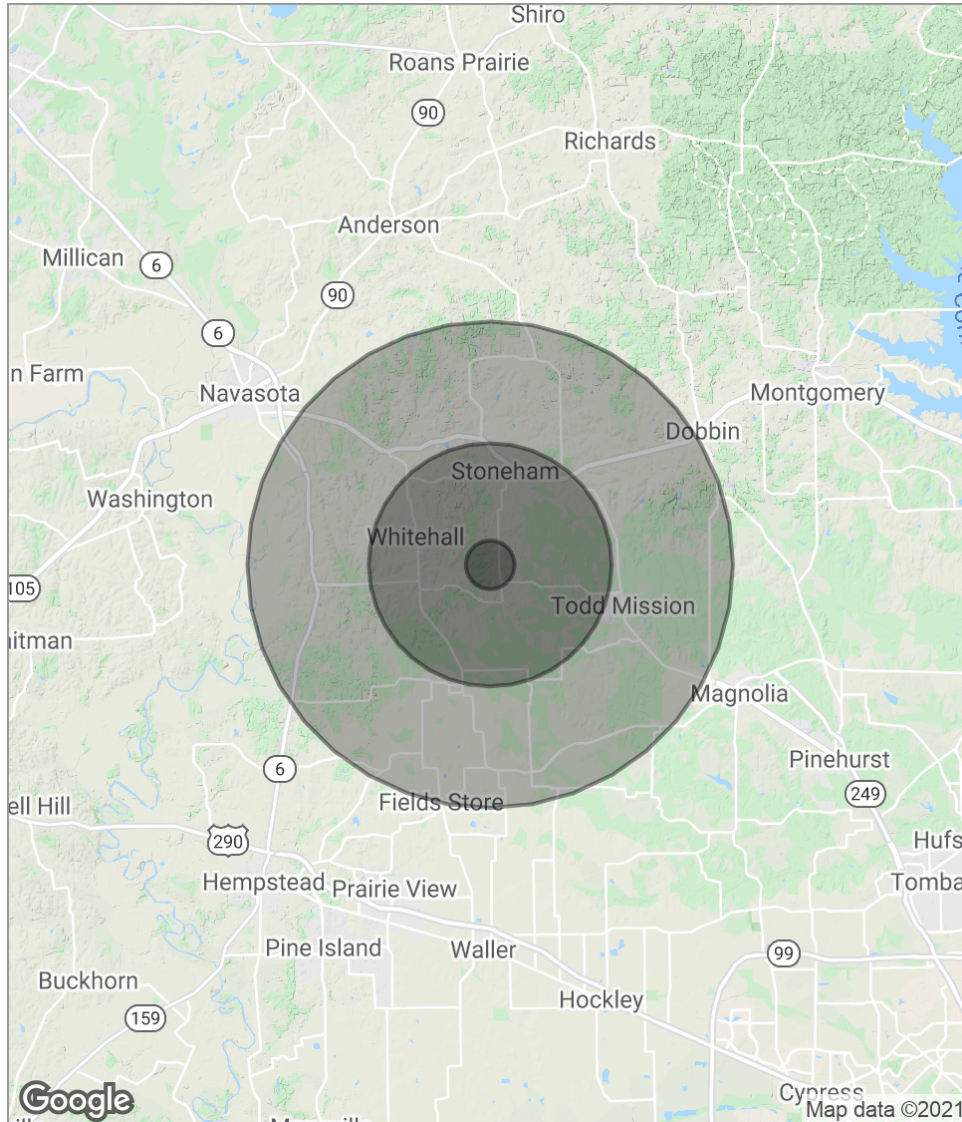 Shiro
Roans Prairie
90
Richards
Anderson
Millican
6
90
6
n Farm
Navasota
Montgomery
Dobbin
Stoneham
Washington
Whitehall
105
Todd Mission
itman
Magnolia
Pinehurst
6
249
ell Hill
Fields Store
290
Hufs
Hempstead
Prairie View
Tomba
Pine Island
Waller
99
Buckhorn
Hockley
159
Cypress
Google
Map data ©2021